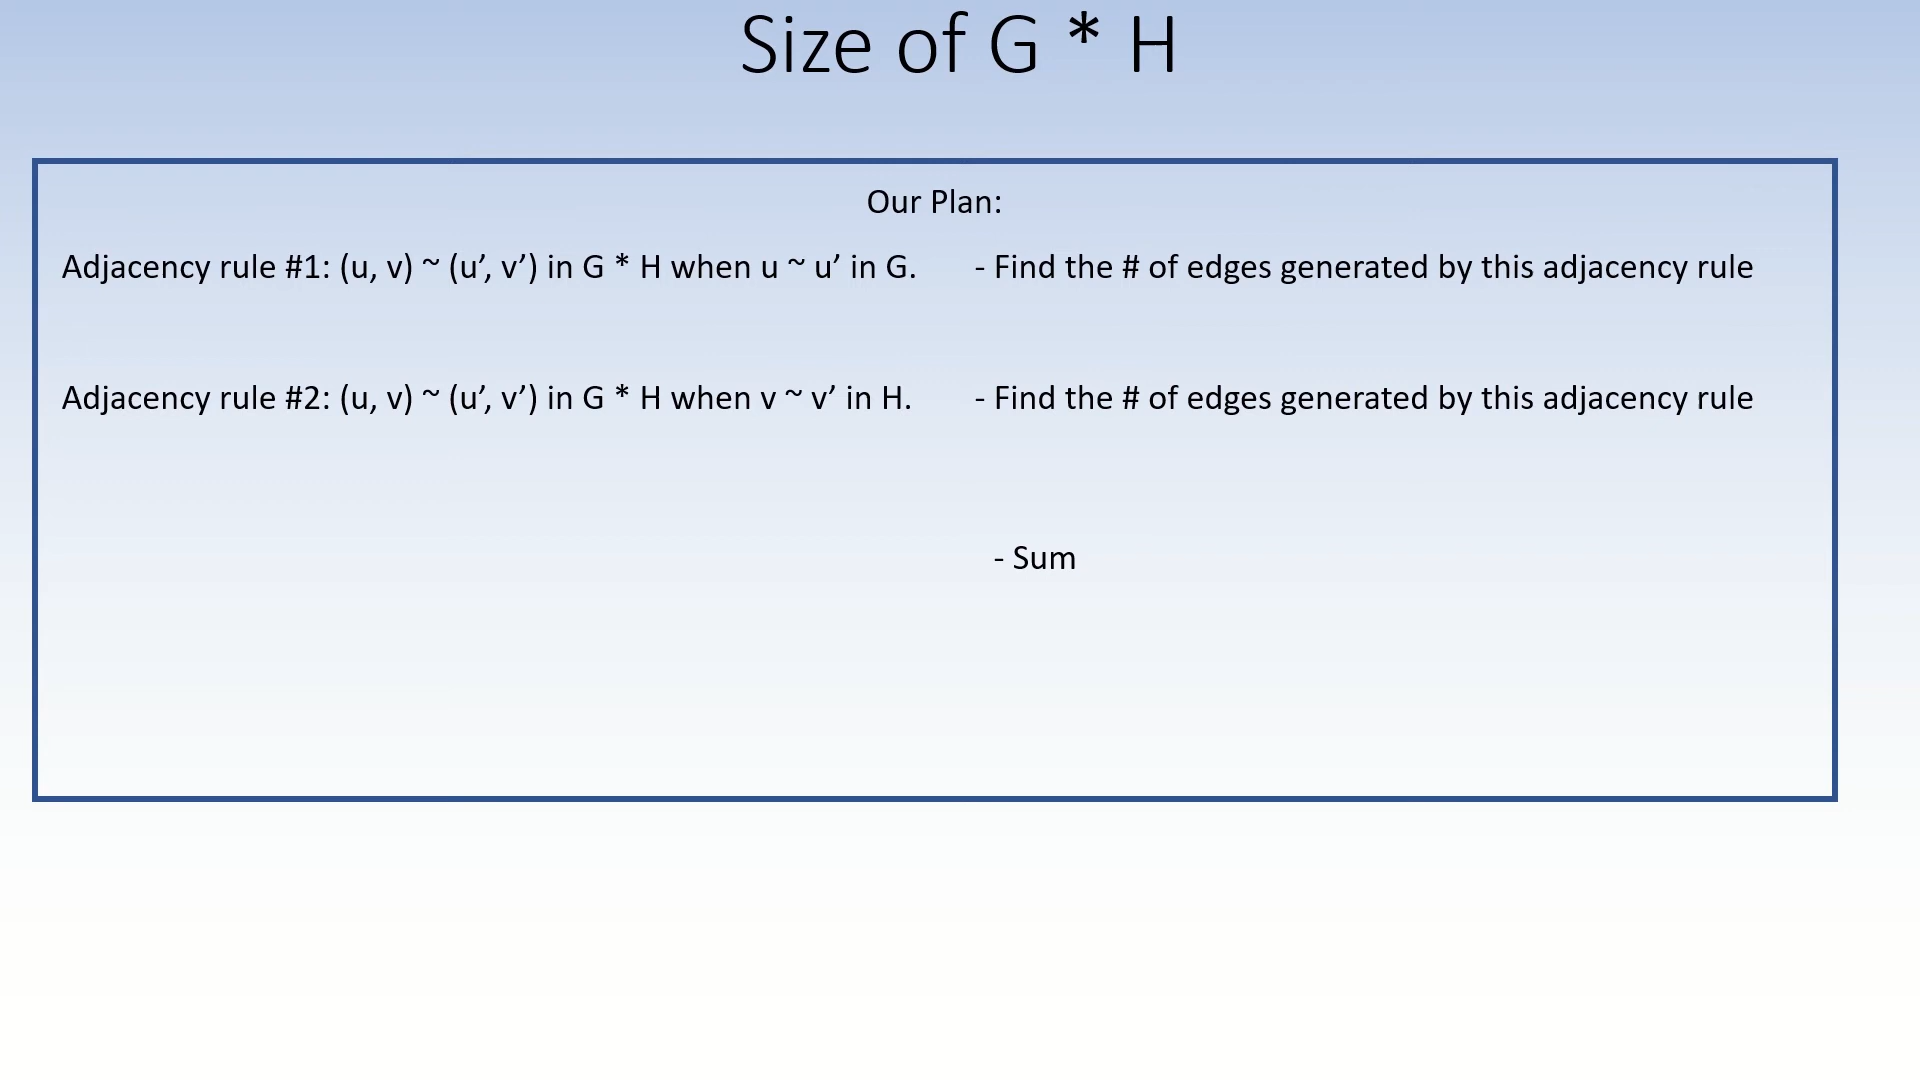 Size of G * H
Our Plan:
Adjacency rule #1: (u, v) ~ (u’, v’) in G * H when u ~ u’ in G. - Find the # of edges generated by this adjacency rule
Adjacency rule #2: (u, v) ~ (u’, v’) in G * H when v ~ v’ in H. - Find the # of edges generated by this adjacency rule
- Sum